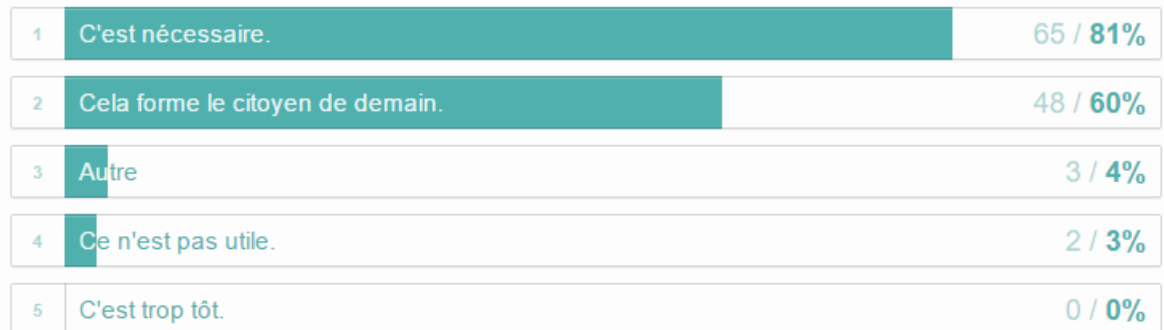 1 C'est nécessaire. 65 / 81%
2 Cela forme le citoyen de demain. 48 / 60%
3 Autre 3 / 4%
4 Ce n'est pas utile. 2 / 3%
5 C'est trop tôt. 0 / 0%